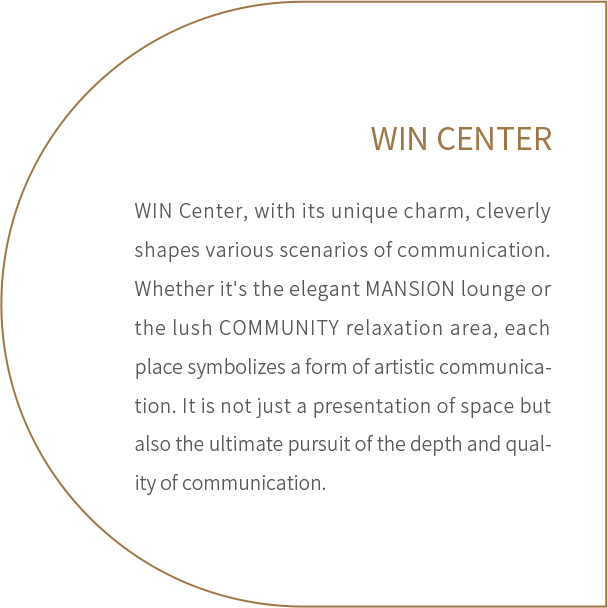 WIN CENTER
WIN Center, with its unique charm, cleverly
shapes various scenarios of communication.
Whether it's the elegant MANSION lounge or
the lush COMMUNITY relaxation area, each
place symbolizes a form of artistic communica-
tion. It is not just a presentation of space but
also the ultimate pursuit of the depth and qual-
ity of communication.